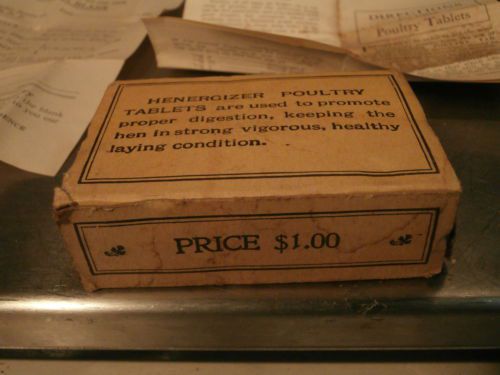 DIRECTIONS
Poultry Tablets
HENERGIZER POULTRY
TABLETS are used to promote
proper digestion, keeping the
hen in strong vigorous, healthy
laying condition.
PRICE $1.00